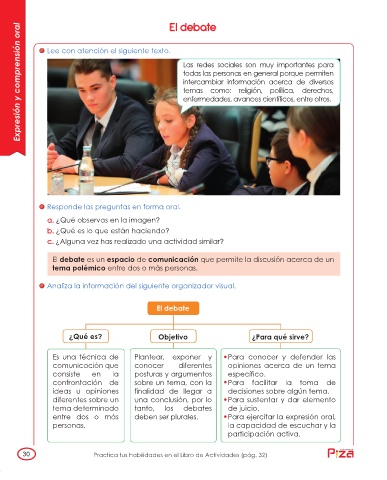 Expresión y comprensión oral
El debate
Lee con atención el siguiente texto.
Las redes sociales son muy importantes para
todas las personas en general porque permiten
intercambiar información acerca de diversos
temas como: religión, política, derechos,
enfermedades, avances científicos, entre otros.
Responde las preguntas en forma oral.
a. ¿Qué observas en la imagen?
b. ¿Qué es lo que están haciendo?
c. ¿Alguna vez has realizado una actividad similar?
El debate es un espacio de comunicación que permite la discusión acerca de un
tema polémico entre dos o más personas.
Analiza la información del siguiente organizador visual.
El debate
¿Qué es?
Objetivo
¿Para qué sirve?
Es una técnica de
comunicación que
consiste en la
confrontación de
ideas u opiniones
diferentes sobre un
tema determinado
entre dos o más
personas.
Plantear, exponer y
conocer diferentes
posturas y argumentos
sobre un tema, con la
finalidad de llegar a
una conclusión, por lo
tanto, los debates
deben ser plurales.
•Para conocer y defender las
opiniones acerca de un tema
específico.
•Para facilitar la toma de
decisiones sobre algún tema.
•Para sustentar y dar elemento
de juicio.
•Para ejercitar la expresión oral,
la capacidad de escuchar y la
participación activa.
30
Practica tus habilidades en el Libro de Actividades (pág. 32)